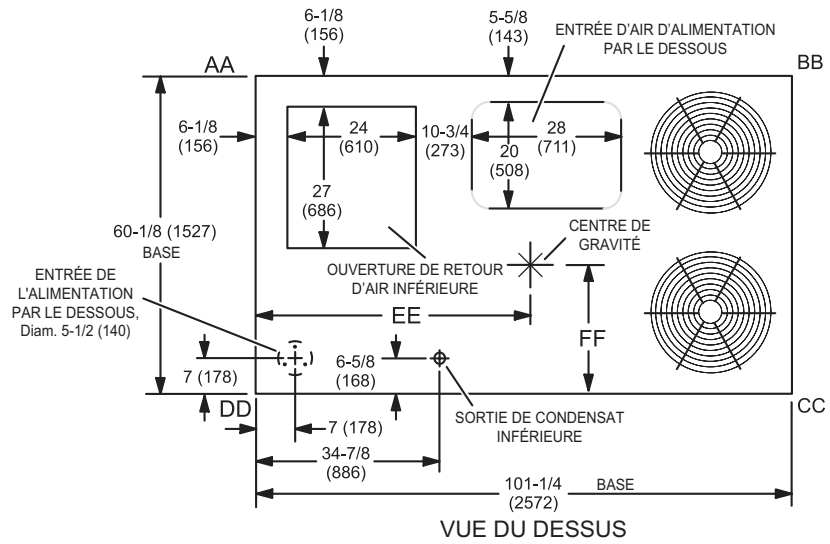 6-1/8
(156)
5-5/8
(143)
ENTRÉE D'AIR D'ALIMENTATION
PAR LE DESSOUS
AA
BB
6-1/8
(156)
24
(610)
10-3/4
(273)
28
(711)
20
(508)
27
(686)
60-1/8 (1527)
BASE
CENTRE DE
GRAVITÉ
ENTRÉE DE
L'ALIMENTATION
PAR LE DESSOUS,
Diam. 5-1/2 (140)
OUVERTURE DE RETOUR
D'AIR INFÉRIEURE
EE
FF
7 (178)
6-5/8
(168)
DD
CC
7 (178)
SORTIE DE CONDENSAT
INFÉRIEURE
34-7/8
(886)
101-1/4
(2572)
BASE
VUE DU DESSUS